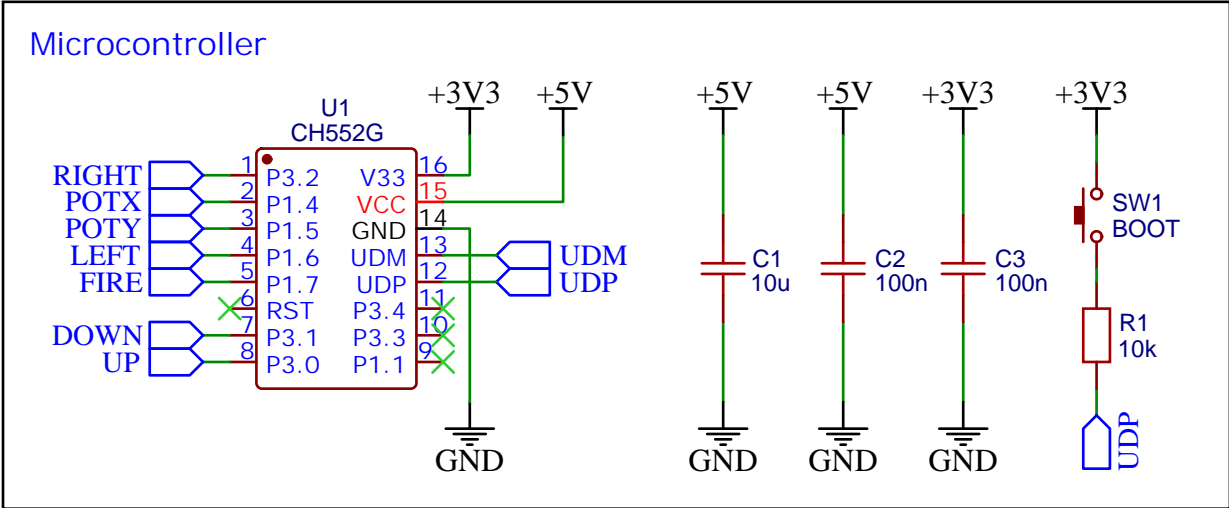 Microcontroller
U1
CH552G
+3V3 +5V
+5V +5V +3V3 +3V3
RIGHT 1 P3.2 V33 16
POTX 2 P1.4 VCC 15
POTY 3 P1.5 GND 14
LEFT 4 P1.6 UDM 13 UDM
FIRE 5 P1.7 UDP 12 UDP
6 RST P3.4 11
DOWN 7 P3.1 P3.3 10
UP 8 P3.0 P1.1 9
GND
C1
10u
GND
C2
100n
GND
C3
100n
GND
SW1
BOOT
R1
10k
UDP